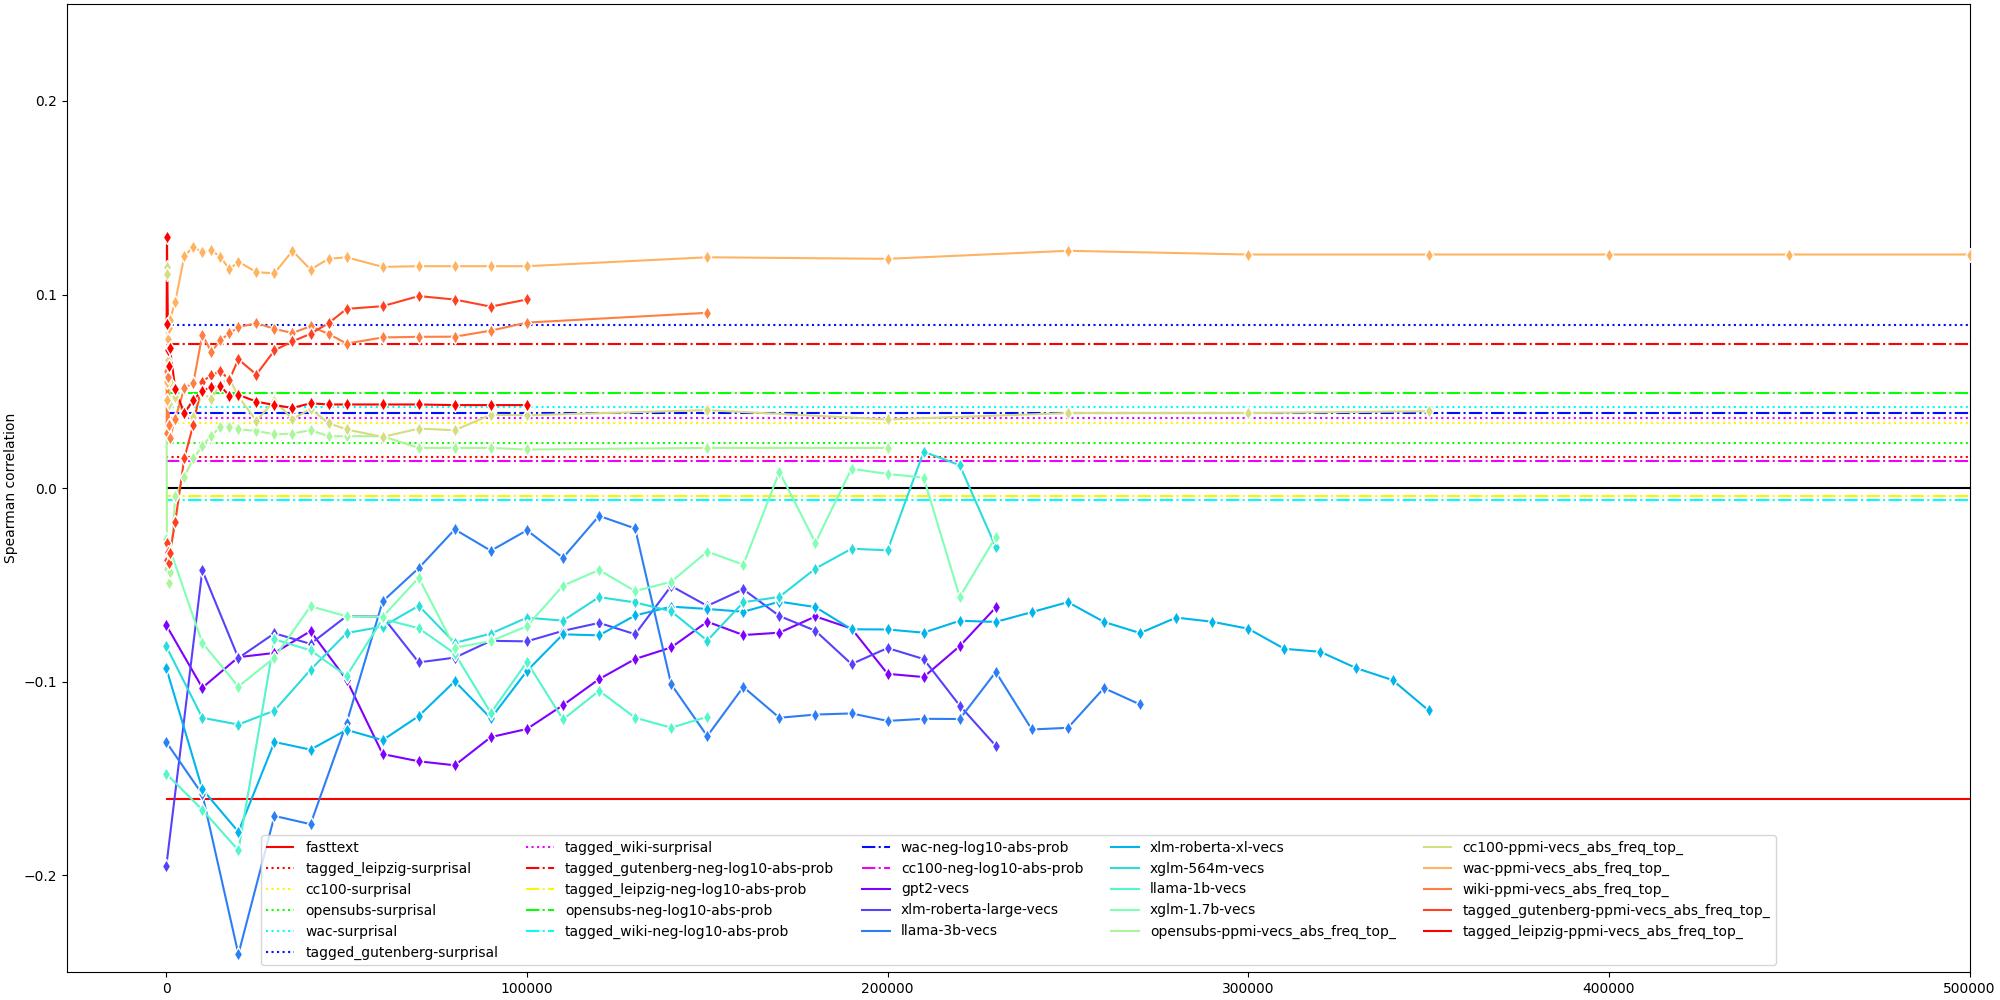 0.2
0.1
0.0
−0.1
−0.2
Spearman correlation
0
100000
200000
300000
400000
500000
fasttext
tagged_leipzig-surprisal
cc100-surprisal
opensubs-surprisal
wac-surprisal
tagged_gutenberg-surprisal
tagged_wiki-surprisal
tagged_gutenberg-neg-log10-abs-prob
tagged_leipzig-neg-log10-abs-prob
opensubs-neg-log10-abs-prob
tagged_wiki-neg-log10-abs-prob
wac-neg-log10-abs-prob
cc100-neg-log10-abs-prob
gpt2-vecs
xlm-roberta-large-vecs
llama-3b-vecs
xlm-roberta-xl-vecs
xglm-564m-vecs
llama-1b-vecs
xglm-1.7b-vecs
opensubs-ppmi-vecs_abs_freq_top_
cc100-ppmi-vecs_abs_freq_top_
wac-ppmi-vecs_abs_freq_top_
wiki-ppmi-vecs_abs_freq_top_
tagged_gutenberg-ppmi-vecs_abs_freq_top_
tagged_leipzig-ppmi-vecs_abs_freq_top_